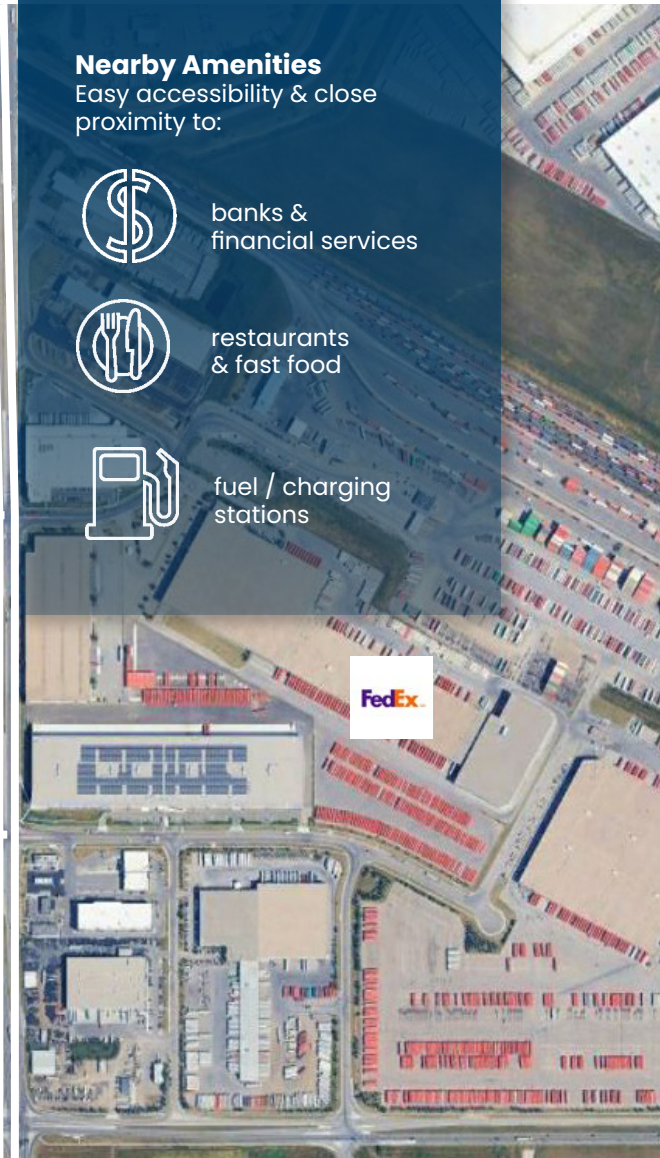 Nearby Amenities
Easy accessibility & close
proximity to:
banks &
financial services
restaurants
& fast food
fuel / charging
stations
FedEx